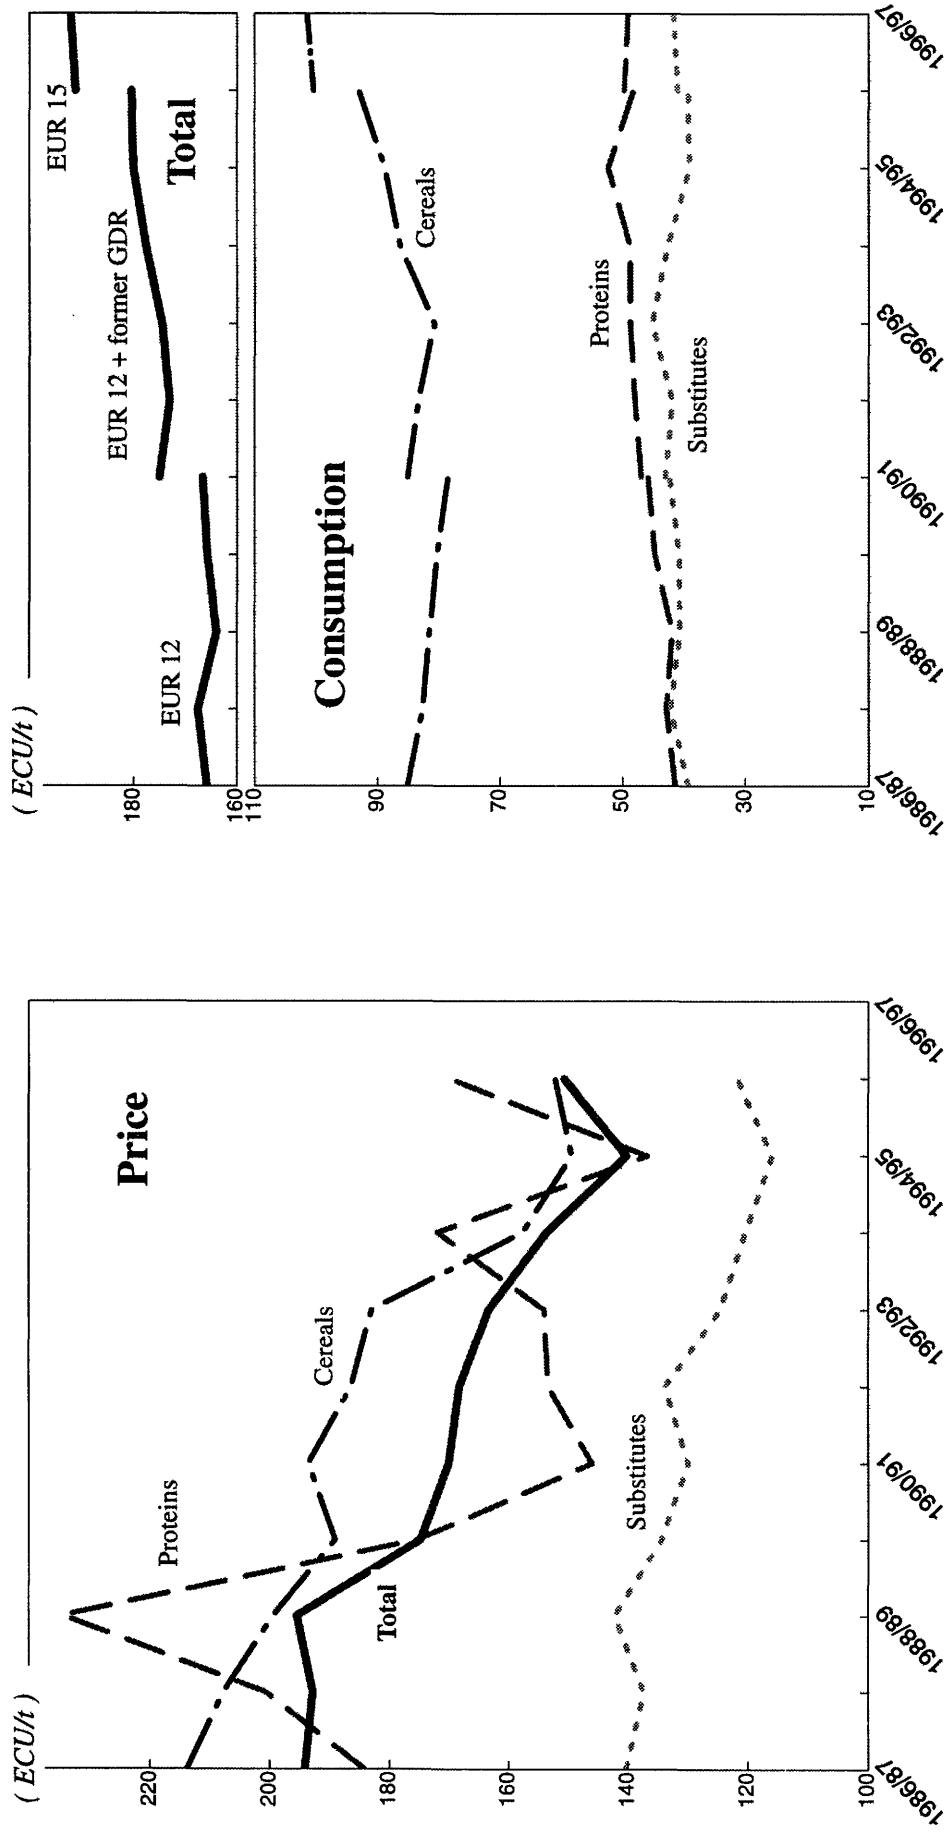 ( ECU/t )
Price
220
200
180
160
140
120
100
Proteins
Cereals
Total
Substitutes
1986/87
1988/89
1990/91
1992/93
1994/95
1996/97
( ECU/t )
EUR 15
EUR 12 + former GDR
EUR 12
Total
180
160
110
Consumption
90
70
50
30
10
Cereals
Proteins
Substitutes
1986/87
1988/89
1990/91
1992/93
1994/95
1996/97